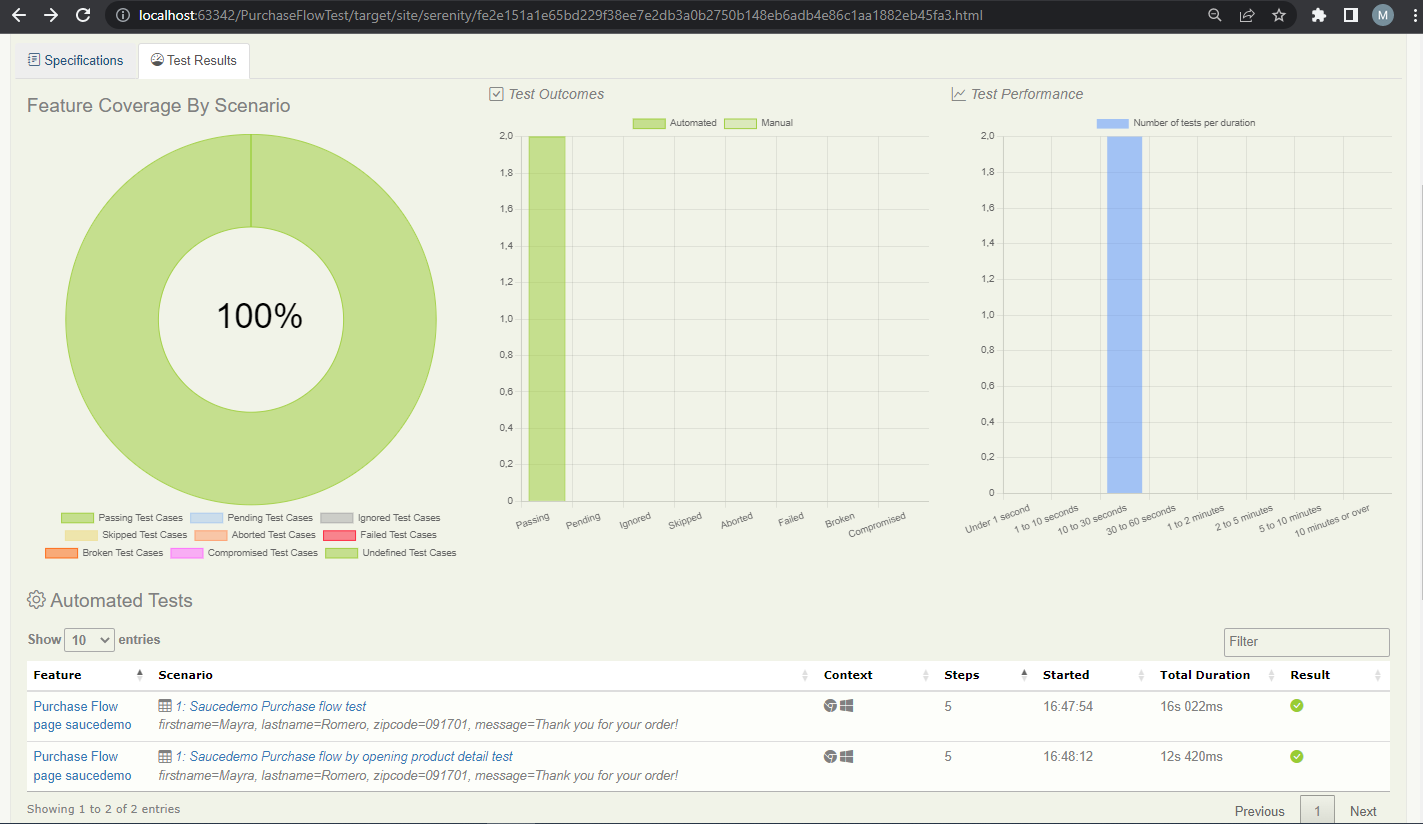 localhost:63342/PurchaseFlowTest/target/site/serenity/fe2e151a1e65bd229f38ee7e2db3a0b2750b148eb6adb4e86c1aa1882eb45fa3.html
M
Specifications
Test Results
Feature Coverage By Scenario
100%
Passing Test Cases Pending Test Cases Ignored Test Cases
Skipped Test Cases Aborted Test Cases Failed Test Cases
Broken Test Cases Compromised Test Cases Undefined Test Cases
Test Outcomes
Automated Manual
2,0
1,8
1,6
1,4
1,2
1,0
0,8
0,6
0,4
0,2
0
Passing Pending Ignored Skipped Aborted Failed Broken Compromised
Test Performance
Number of tests per duration
2,0
1,8
1,6
1,4
1,2
1,0
0,8
0,6
0,4
0,2
0
Under 1 second 1 to 10 seconds 10 to 30 seconds 30 to 60 seconds 1 to 2 minutes 2 to 5 minutes 5 to 10 minutes 10 minutes or over
Automated Tests
Show 10 entries
Filter
Feature Scenario Context Steps Started Total Duration Result
Purchase Flow 1: Saucedemo Purchase flow test 5 16:47:54 16s 022ms
page saucedemo firstname=Mayra, lastname=Romero, zipcode=091701, message=Thank you for your order!
Purchase Flow 1: Saucedemo Purchase flow by opening product detail test 5 16:48:12 12s 420ms
page saucedemo firstname=Mayra, lastname=Romero, zipcode=091701, message=Thank you for your order!
Showing 1 to 2 of 2 entries
Previous 1 Next